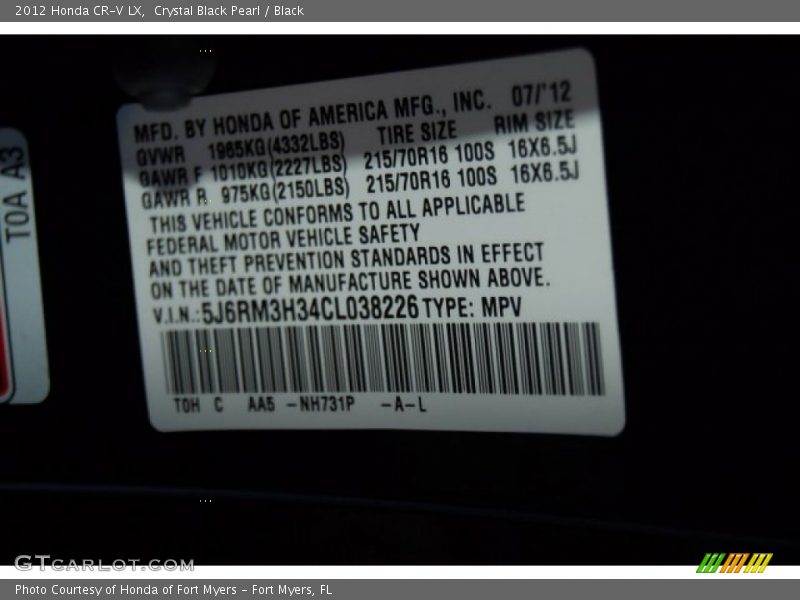 2012 Honda CR-V LX, Crystal Black Pearl / Black
MFD. BY HONDA OF AMERICA MFG., INC. 07/'12
GVWR 1965KG(4332LBS) TIRE SIZE RIM SIZE
GAWR F 1010KG(2227LBS) 215/70R16 100S 16X6.5J
GAWR R 975KG(2150LBS) 215/70R16 100S 16X6.5J
THIS VEHICLE CONFORMS TO ALL APPLICABLE
FEDERAL MOTOR VEHICLE SAFETY
AND THEFT PREVENTION STANDARDS IN EFFECT
ON THE DATE OF MANUFACTURE SHOWN ABOVE.
V.I.N.:5J6RM3H34CL038226 TYPE: MPV
T0H C AA5 -NH731P -A-L
T0A A3
GTCARLOT.COM
Photo Courtesy of Honda of Fort Myers - Fort Myers, FL